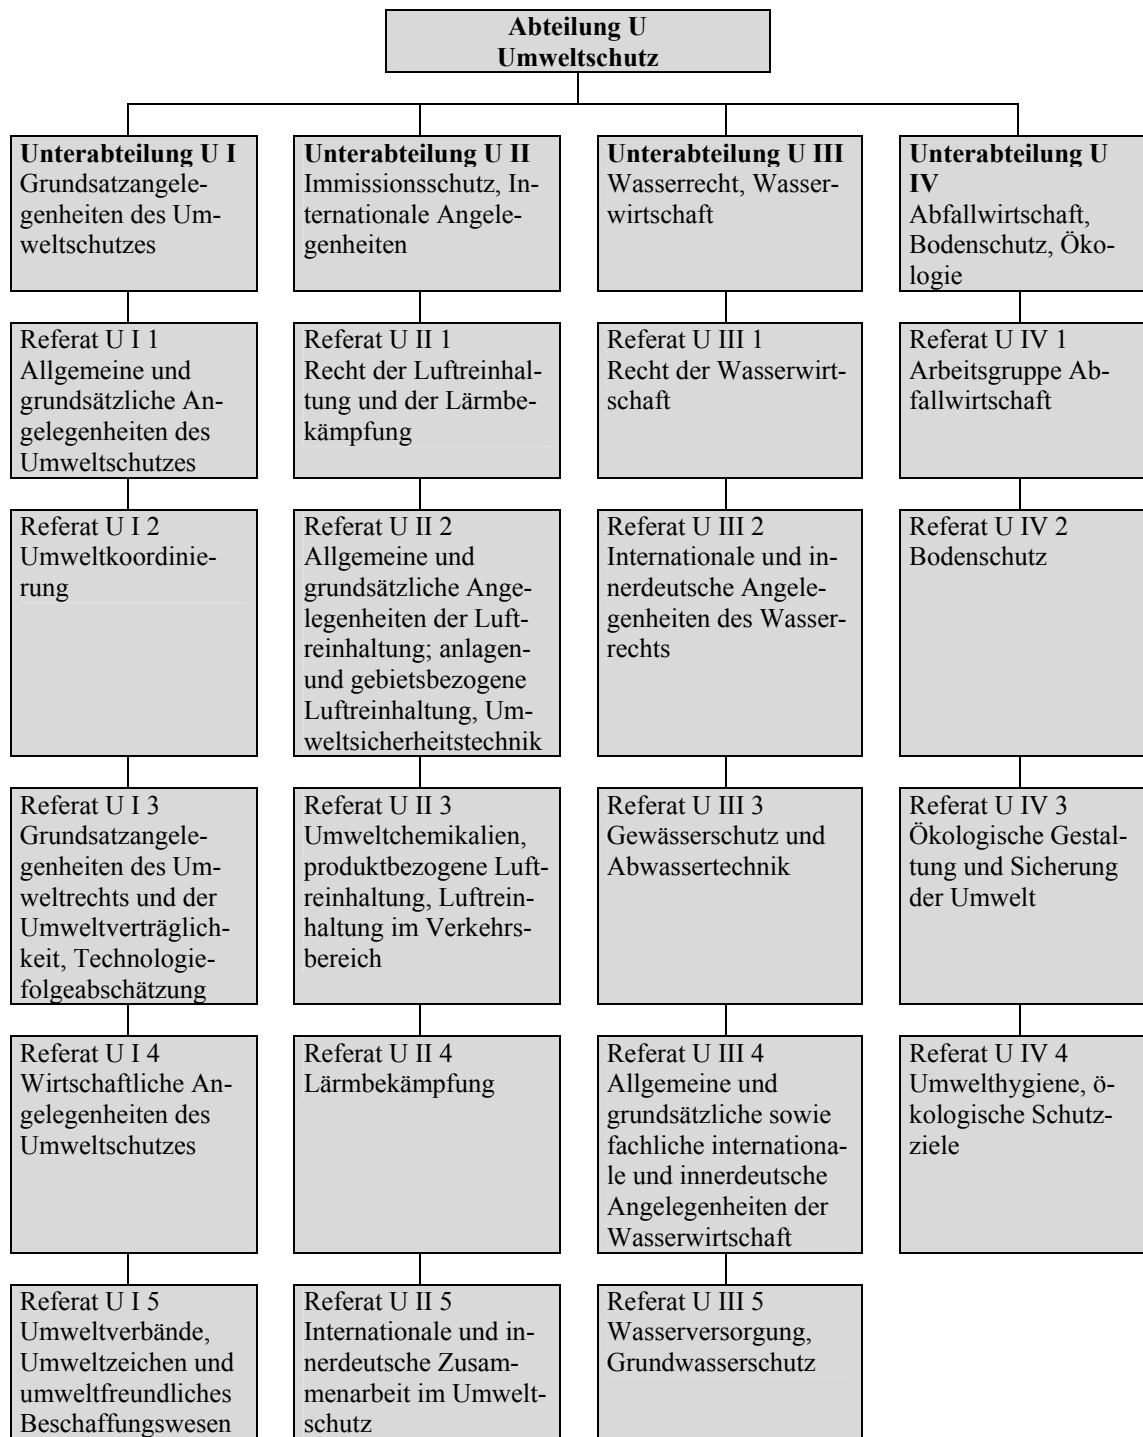 Abteilung U
Umweltschutz
Unterabteilung U I
Grundsatzangele-
genheiten des Um-
weltschutzes
Unterabteilung U II
Immissionsschutz, In-
ternationale Angele-
genheiten
Unterabteilung U III
Wasserrecht, Wasser-
wirtschaft
Unterabteilung U
IV
Abfallwirtschaft,
Bodenschutz, Öko-
logie
Referat U I 1
Allgemeine und
grundsätzliche An-
gelegenheiten des
Umweltschutzes
Referat U II 1
Recht der Luftreinhal-
tung und der Lärmbe-
kämpfung
Referat U III 1
Recht der Wasserwirt-
schaft
Referat U IV 1
Arbeitsgruppe Ab-
fallwirtschaft
Referat U I 2
Umweltkoordinie-
rung
Referat U II 2
Allgemeine und
grundsätzliche Ange-
legenheiten der Luft-
reinhaltung; anlagen-
und gebietsbezogene
Luftreinhaltung, Um-
weltsicherheitstechnik
Referat U III 2
Internationale und in-
nerdeutsche Angele-
genheiten des Wasser-
rechts
Referat U IV 2
Bodenschutz
Referat U I 3
Grundsatzangele-
genheiten des Um-
weltrechts und der
Umweltverträglich-
keit, Technologie-
folgeabschätzung
Referat U II 3
Umweltchemikalien,
produktbezogene Luft-
reinhaltung, Luftrein-
haltung im Verkehrs-
bereich
Referat U III 3
Gewässerschutz und
Abwassertechnik
Referat U IV 3
Ökologische Gestal-
tung und Sicherung
der Umwelt
Referat U I 4
Wirtschaftliche An-
gelegenheiten des
Umweltschutzes
Referat U II 4
Lärmbekämpfung
Referat U III 4
Allgemeine und
grundsätzliche sowie
fachliche internationa-
le und innerdeutsche
Angelegenheiten der
Wasserwirtschaft
Referat U IV 4
Umwelthygiene, ö-
kologische Schutz-
ziele
Referat U I 5
Umweltverbände,
Umweltzeichen und
umweltfreundliches
Beschaffungswesen
Referat U II 5
Internationale und in-
nerdeutsche Zusam-
menarbeit im Umwelt-
schutz
Referat U III 5
Wasserversorgung,
Grundwasserschutz